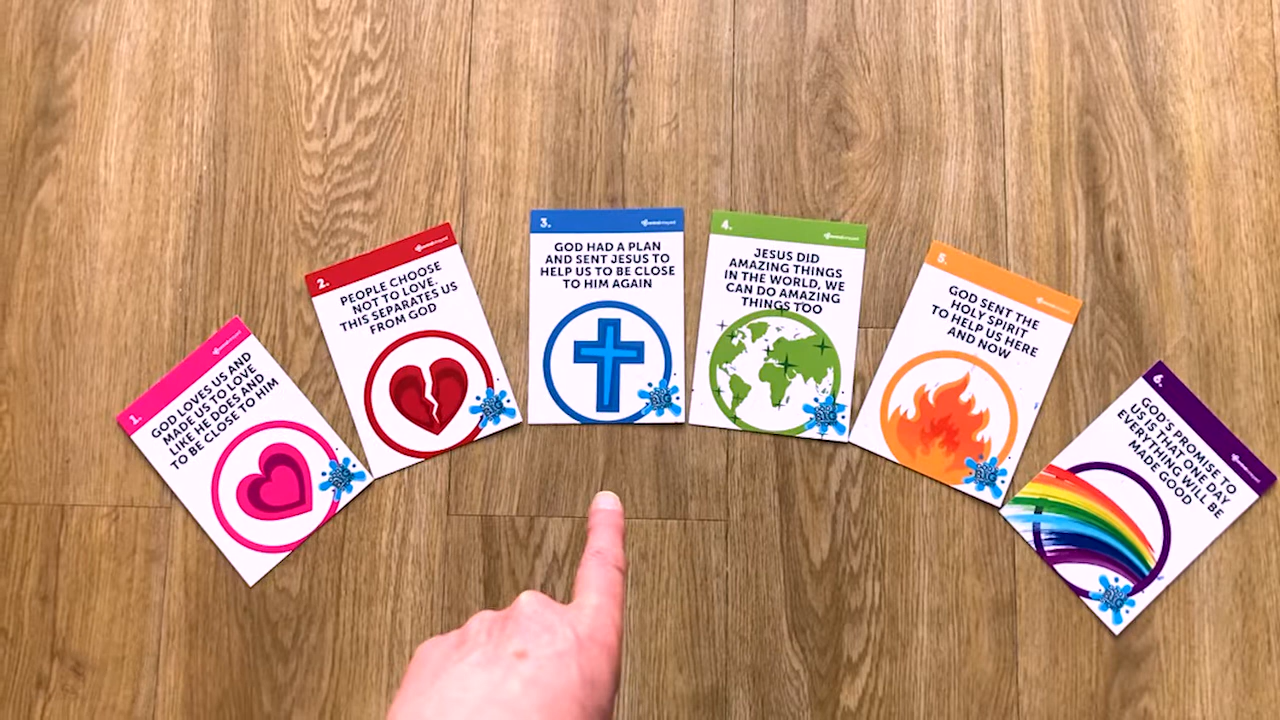 1.
GOD LOVES US AND
MADE US TO LOVE
LIKE HE DOES AND
TO BE CLOSE TO HIM
2.
PEOPLE CHOOSE
NOT TO LOVE.
THIS SEPARATES US
FROM GOD
3.
GOD HAD A PLAN
AND SENT JESUS TO
HELP US TO BE CLOSE
TO HIM AGAIN
4.
JESUS DID
AMAZING THINGS
IN THE WORLD, WE
CAN DO AMAZING
THINGS TOO
5.
GOD SENT THE
HOLY SPIRIT
TO HELP US HERE
AND NOW
6.
GOD'S PROMISE TO
US IS THAT ONE DAY
EVERYTHING WILL BE
MADE GOOD